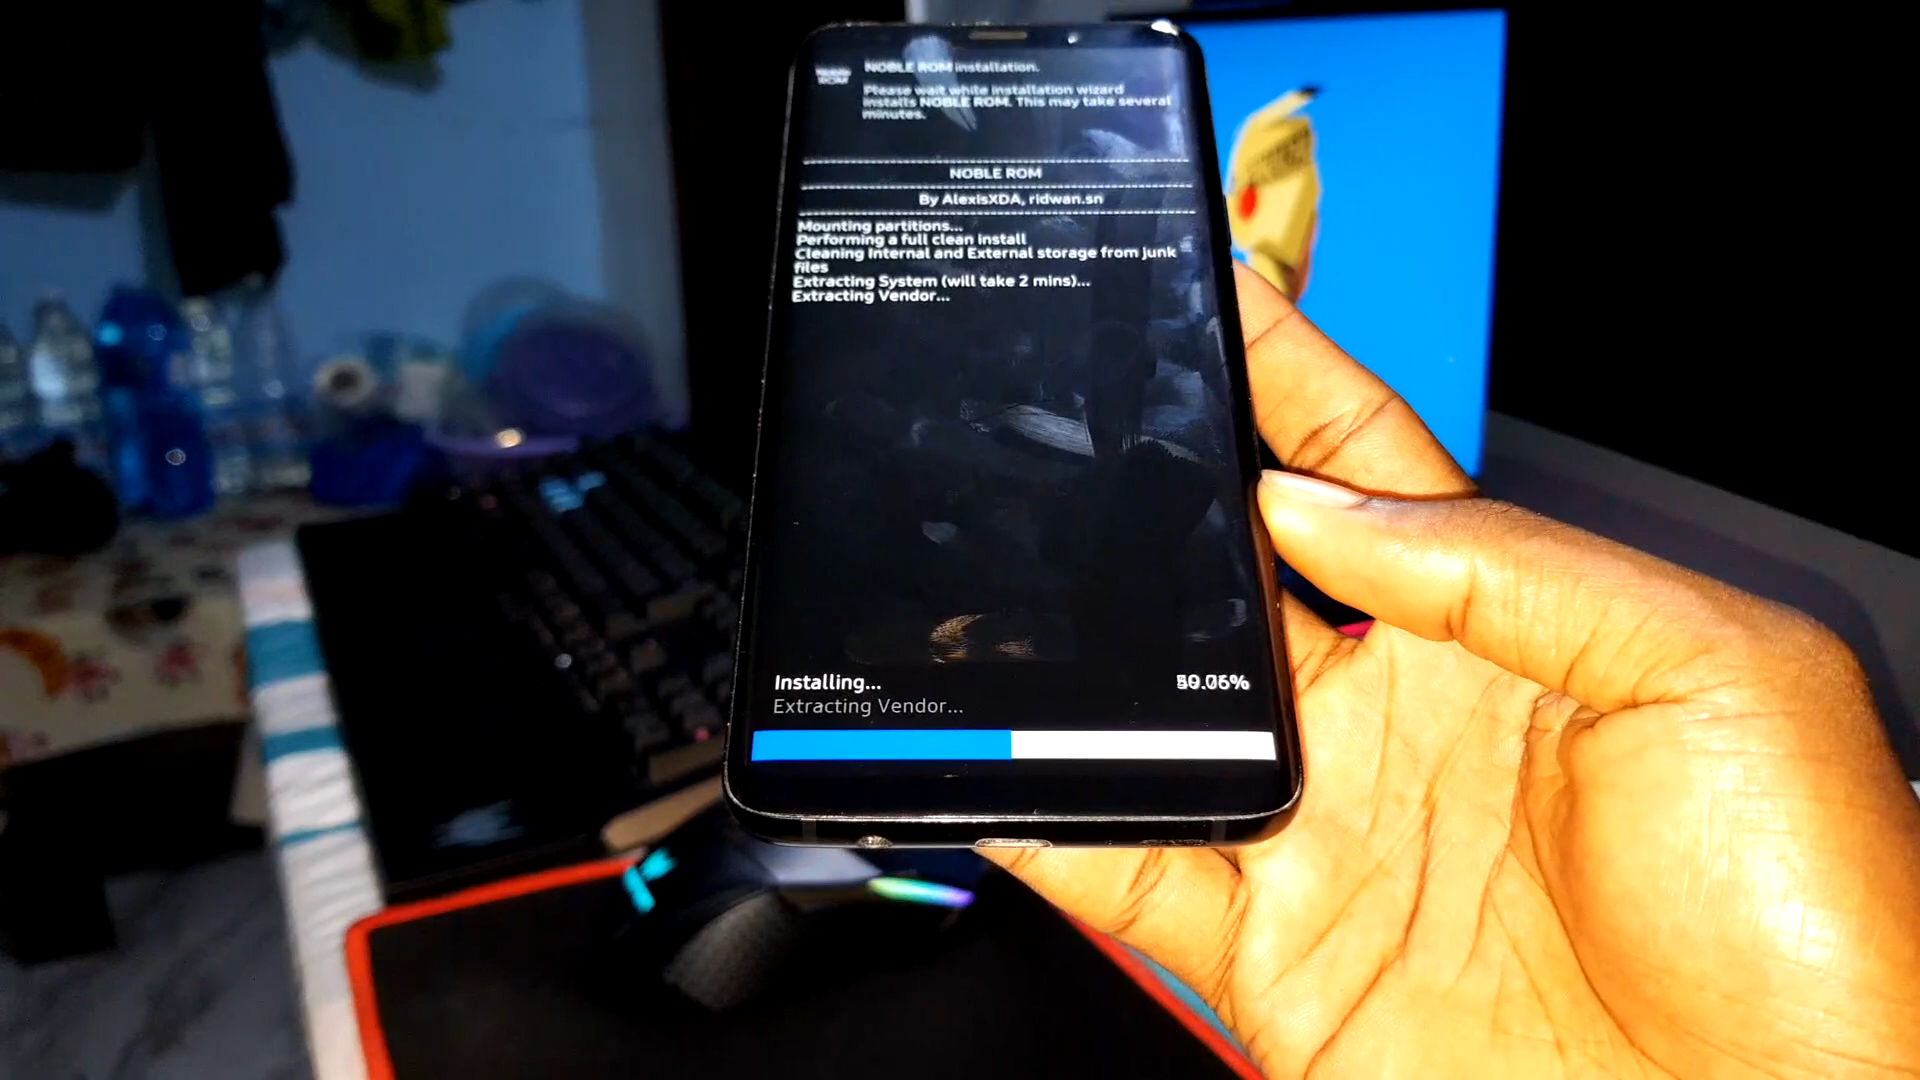 Noble
ROM
NOBLE ROM installation.
Please wait while installation wizard
installs NOBLE ROM. This may take several
minutes.
NOBLE ROM
By AlexisXDA, ridwan.sn
Mounting partitions...
Performing a full clean install
Cleaning Internal and External storage from junk
files
Extracting System (will take 2 mins)...
Extracting Vendor...
Installing...
Extracting Vendor...